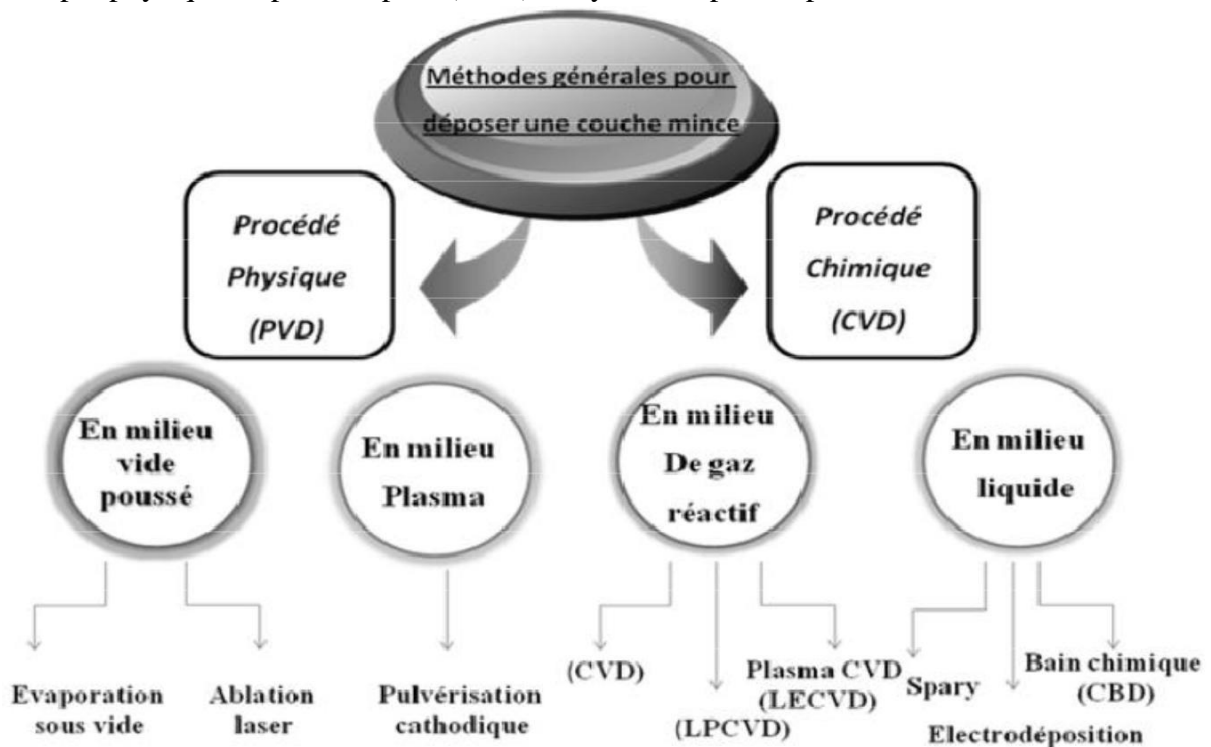 Méthodes générales pour
déposer une couche mince
Procédé
Physique
(PVD)
Procédé
Chimique
(CVD)
En milieu
vide
poussé
En milieu
Plasma
En milieu
De gaz
réactif
En milieu
liquide
Evaporation
sous vide
Ablation
laser
Pulvérisation
cathodique
(CVD)
(LPCVD)
Plasma CVD
(LECVD)
Spary
Electrodéposition
Bain chimique
(CBD)